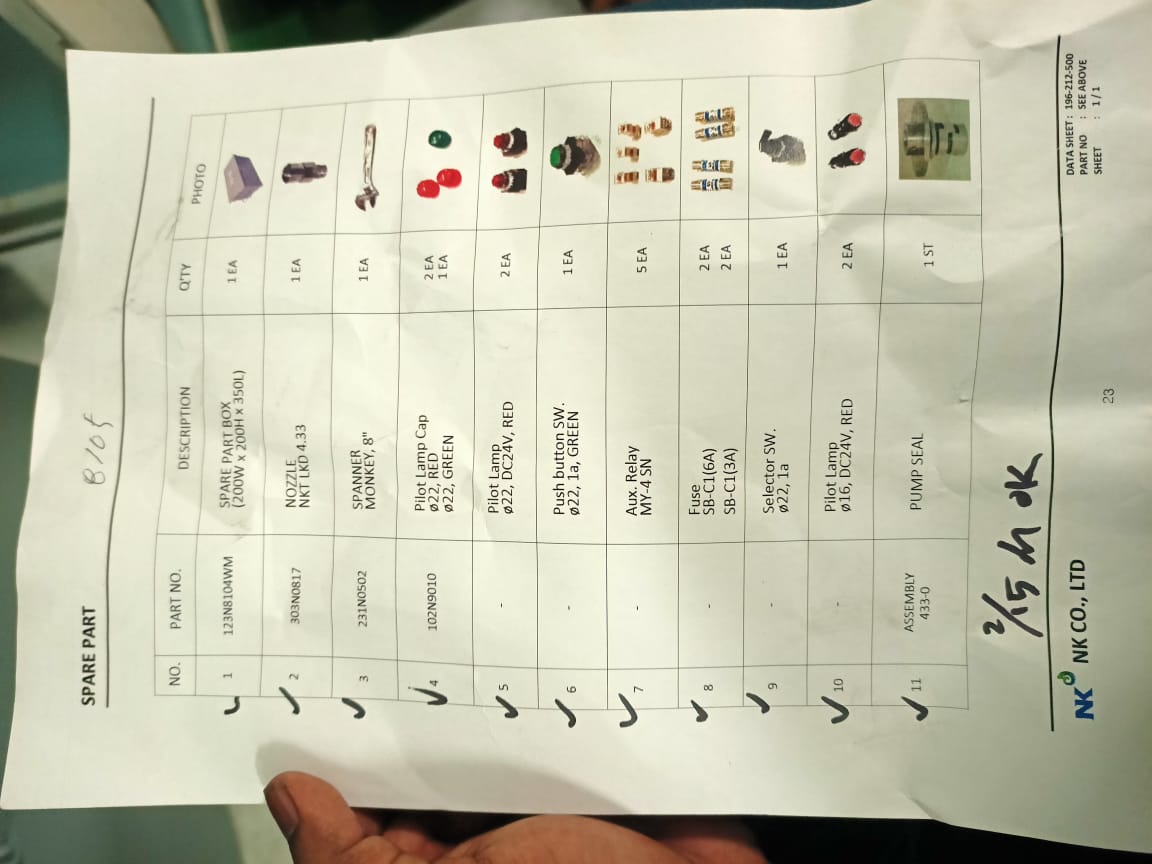 SPARE PART
B105
NO. PART NO. DESCRIPTION Q'TY PHOTO
1 123N8104WM SPARE PART BOX 1 EA
(200W x 200H x 350L)
2 303N0817 NOZZLE 1 EA
NKT LKD 4.33
3 231N0502 SPANNER 1 EA
MONKEY, 8"
4 102N9010 Pilot Lamp Cap
ø22, RED 2 EA
ø22, GREEN 1 EA
5 - Pilot Lamp 2 EA
ø22, DC24V, RED
6 - Push button SW. 1 EA
ø22, 1a, GREEN
7 - Aux. Relay 5 EA
MY-4 SN
8 - Fuse
SB-C1(6A) 2 EA
SB-C1(3A) 2 EA
9 - Selector SW. 1 EA
ø22, 1a
10 - Pilot Lamp 2 EA
ø16, DC24V, RED
11 ASSEMBLY PUMP SEAL 1 ST
433-0
2/15 OK
NK NK CO., LTD
23
DATA SHEET : 196-212-500
PART NO : SEE ABOVE
SHEET : 1 / 1